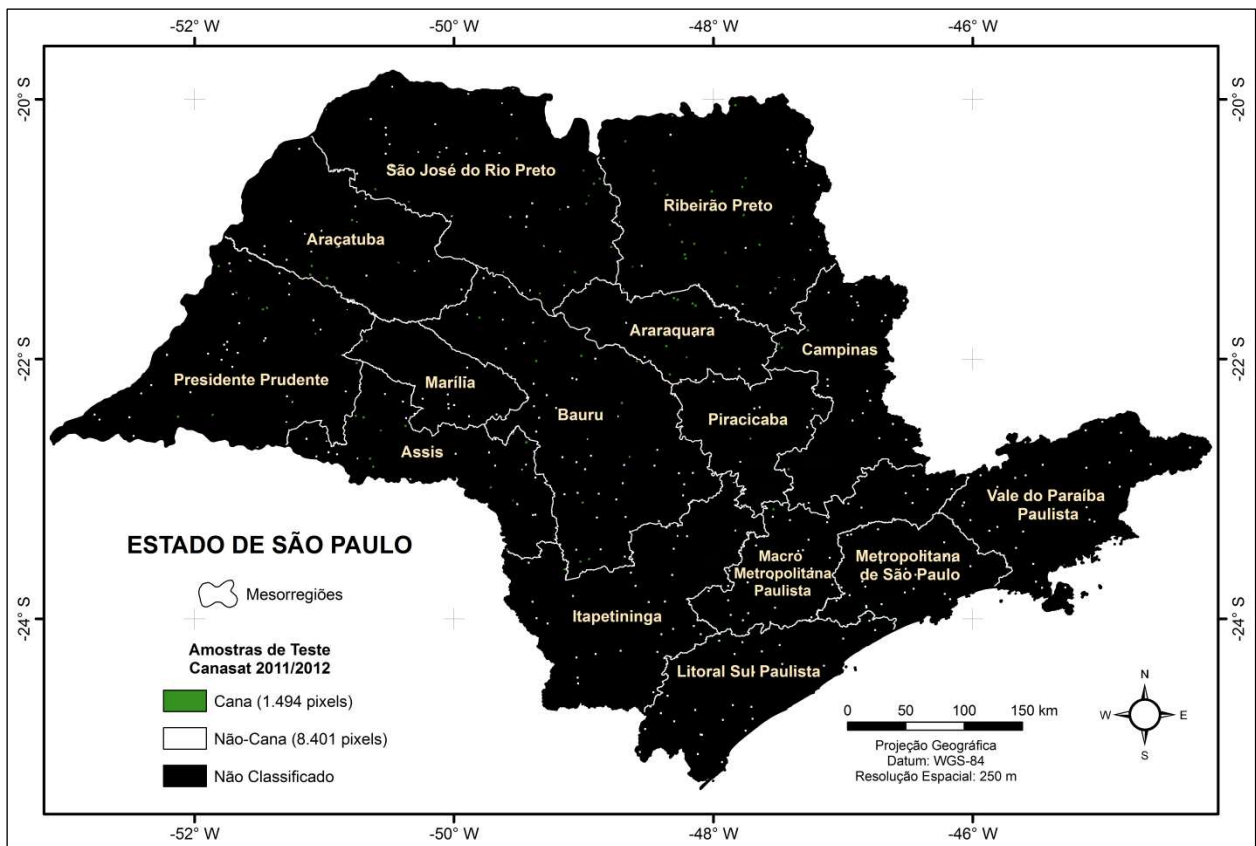 -52° W
-50° W
-48° W
-46° W
-20° S
-20° S
São José do Rio Preto
Ribeirão Preto
Araçatuba
Araraquara
Campinas
-22° S
-22° S
Presidente Prudente
Marília
Bauru
Piracicaba
Assis
Vale do Paraíba
Paulista
ESTADO DE SÃO PAULO
Mesorregiões
Macro
Metropolitana
Paulista
Metropolitana
de São Paulo
Itapetininga
-24° S
-24° S
Litoral Sul Paulista
Amostras de Teste
Canasat 2011/2012
Cana (1.494 pixels)
Não-Cana (8.401 pixels)
Não Classificado
0 50 100 150 km
Projeção Geográfica
Datum: WGS-84
Resolução Espacial: 250 m
N
W
E
S
-52° W
-50° W
-48° W
-46° W